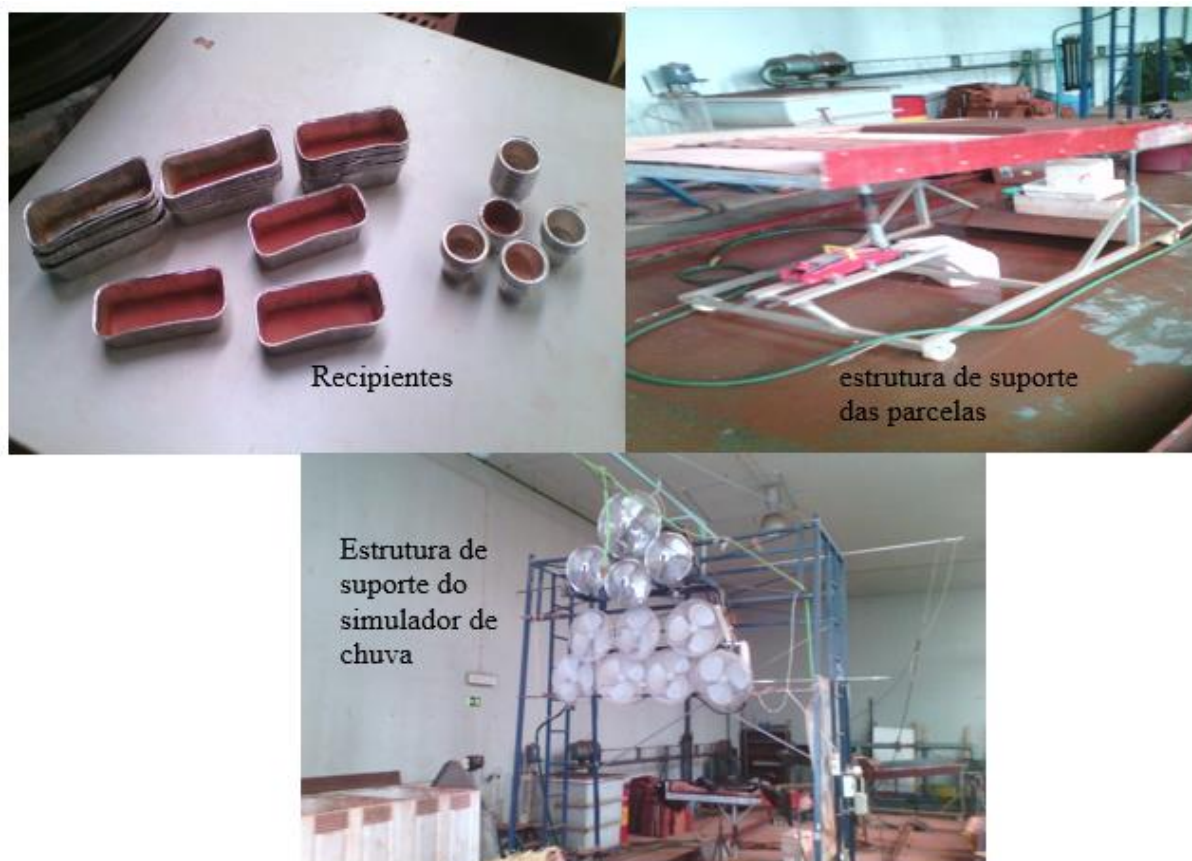 Recipientes
estrutura de suporte
das parcelas
Estrutura de
suporte do
simulador de
chuva